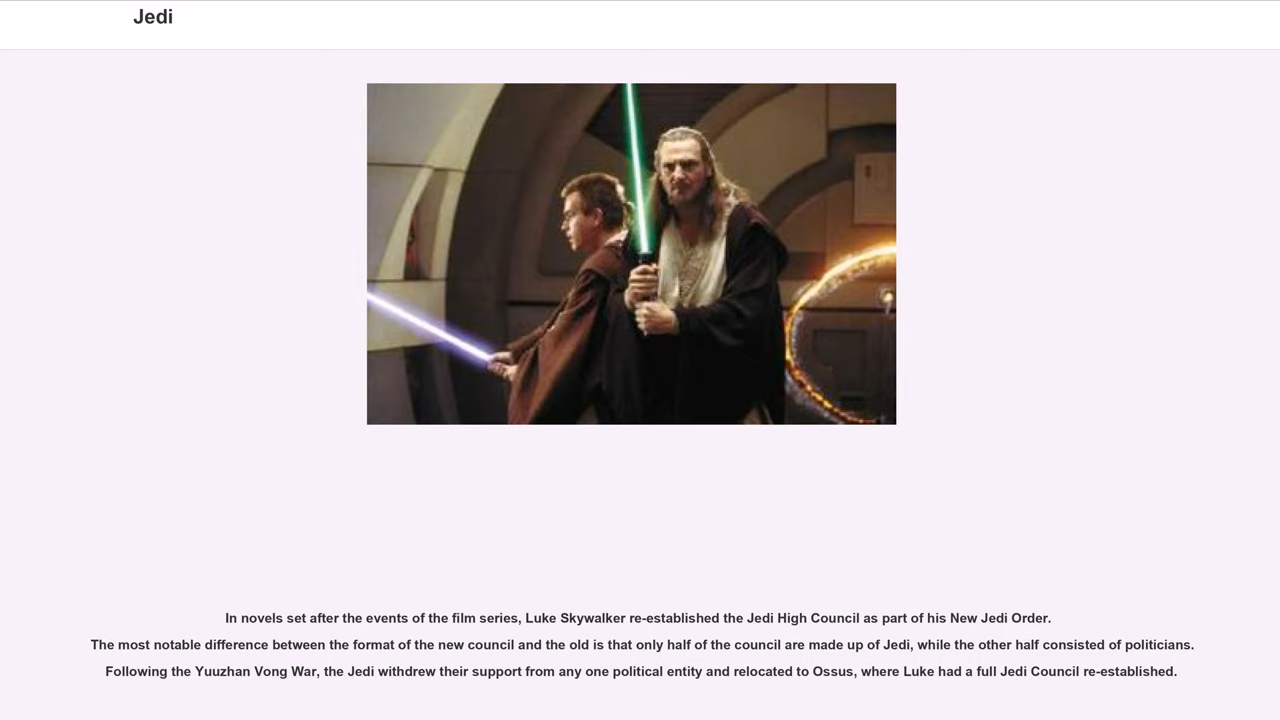 Jedi
In novels set after the events of the film series, Luke Skywalker re-established the Jedi High Council as part of his New Jedi Order.
The most notable difference between the format of the new council and the old is that only half of the council are made up of Jedi, while the other half consisted of politicians.
Following the Yuuzhan Vong War, the Jedi withdrew their support from any one political entity and relocated to Ossus, where Luke had a full Jedi Council re-established.